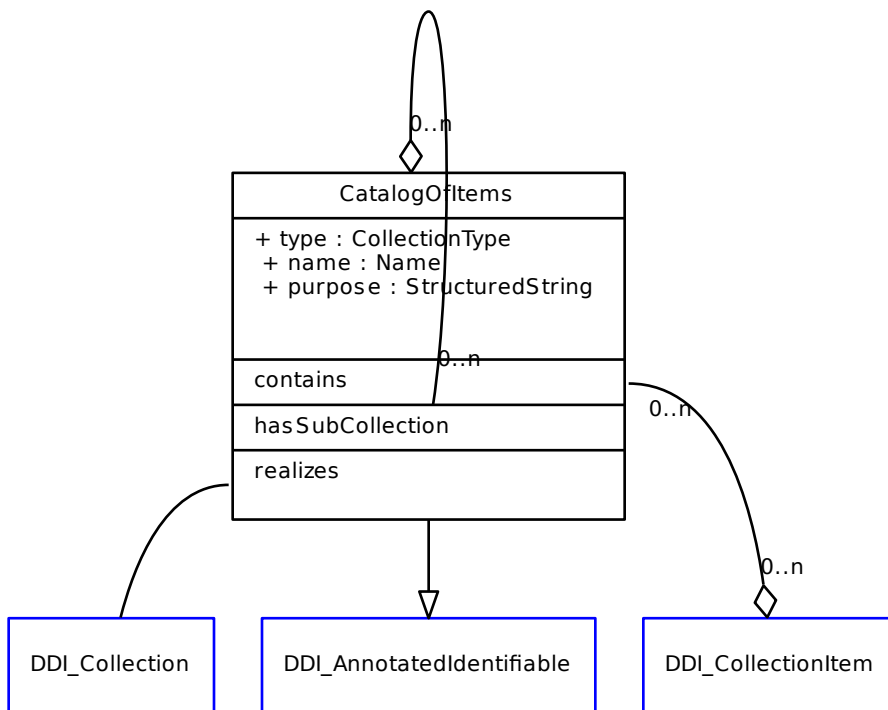 0..n
CatalogOfItems
+ type : CollectionType
+ name : Name
+ purpose : StructuredString
0..n
contains
0..n
hasSubCollection
realizes
0..n
DDI_Collection
DDI_AnnotatedIdentifiable
DDI_CollectionItem